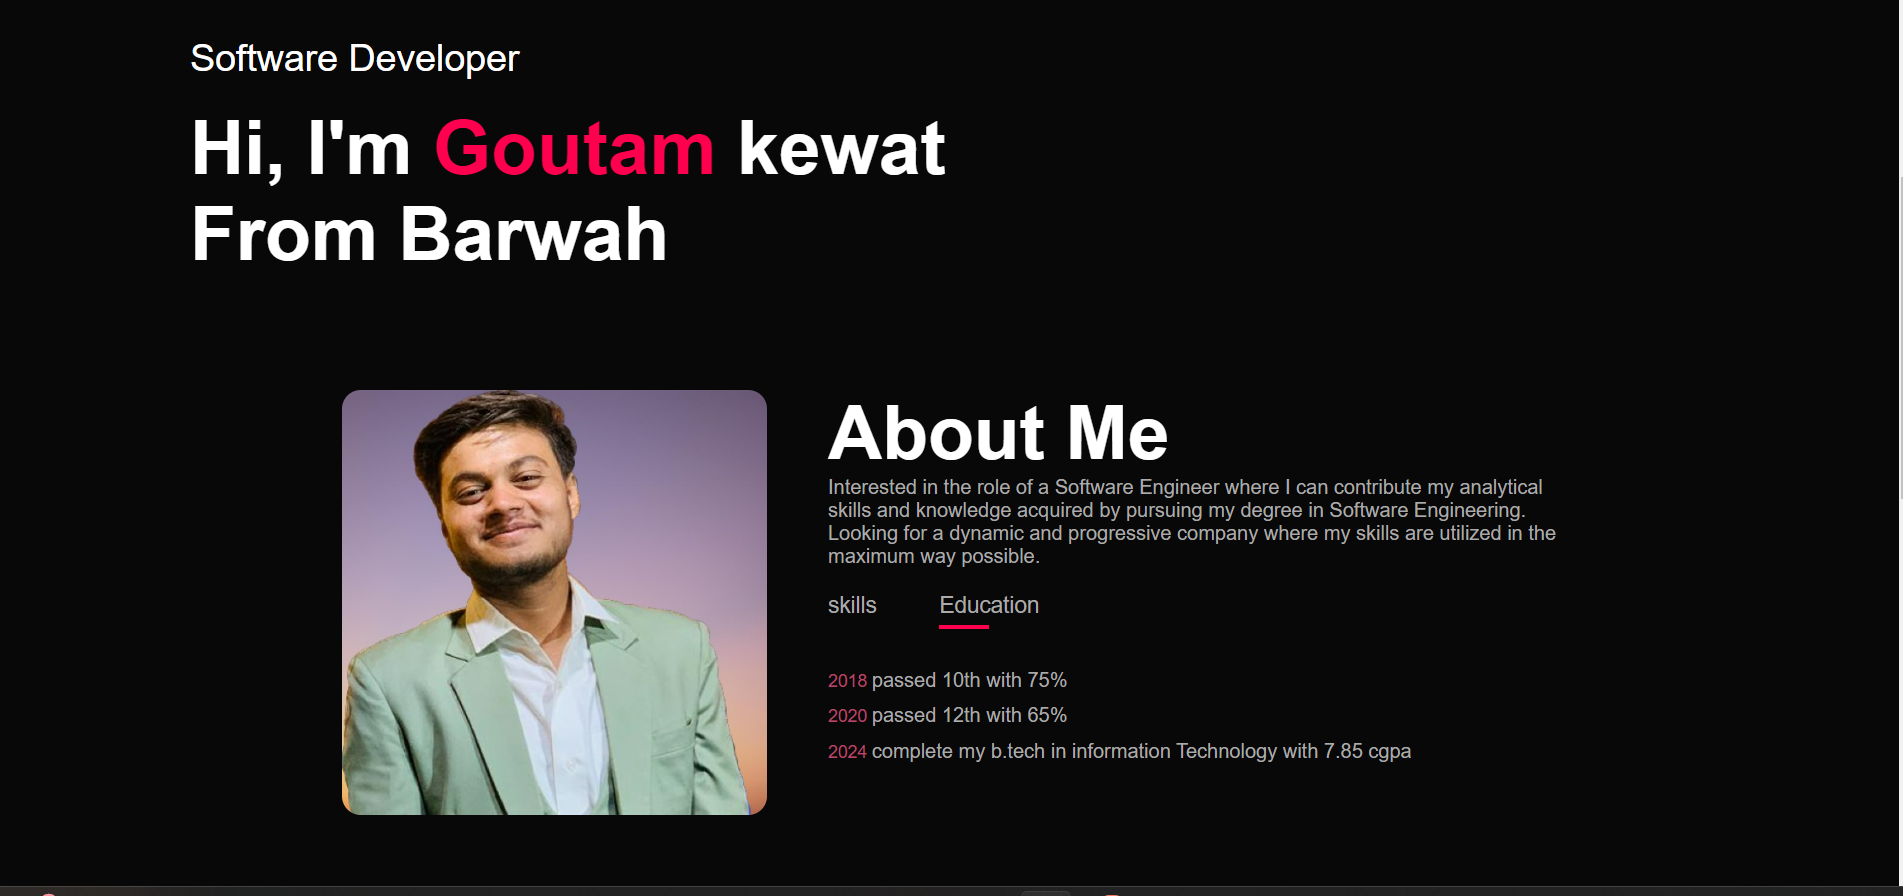 Software Developer
Hi, I'm Goutam kewat
From Barwah
About Me
Interested in the role of a Software Engineer where I can contribute my analytical
skills and knowledge acquired by pursuing my degree in Software Engineering.
Looking for a dynamic and progressive company where my skills are utilized in the
maximum way possible.
skills Education
2018 passed 10th with 75%
2020 passed 12th with 65%
2024 complete my b.tech in information Technology with 7.85 cgpa